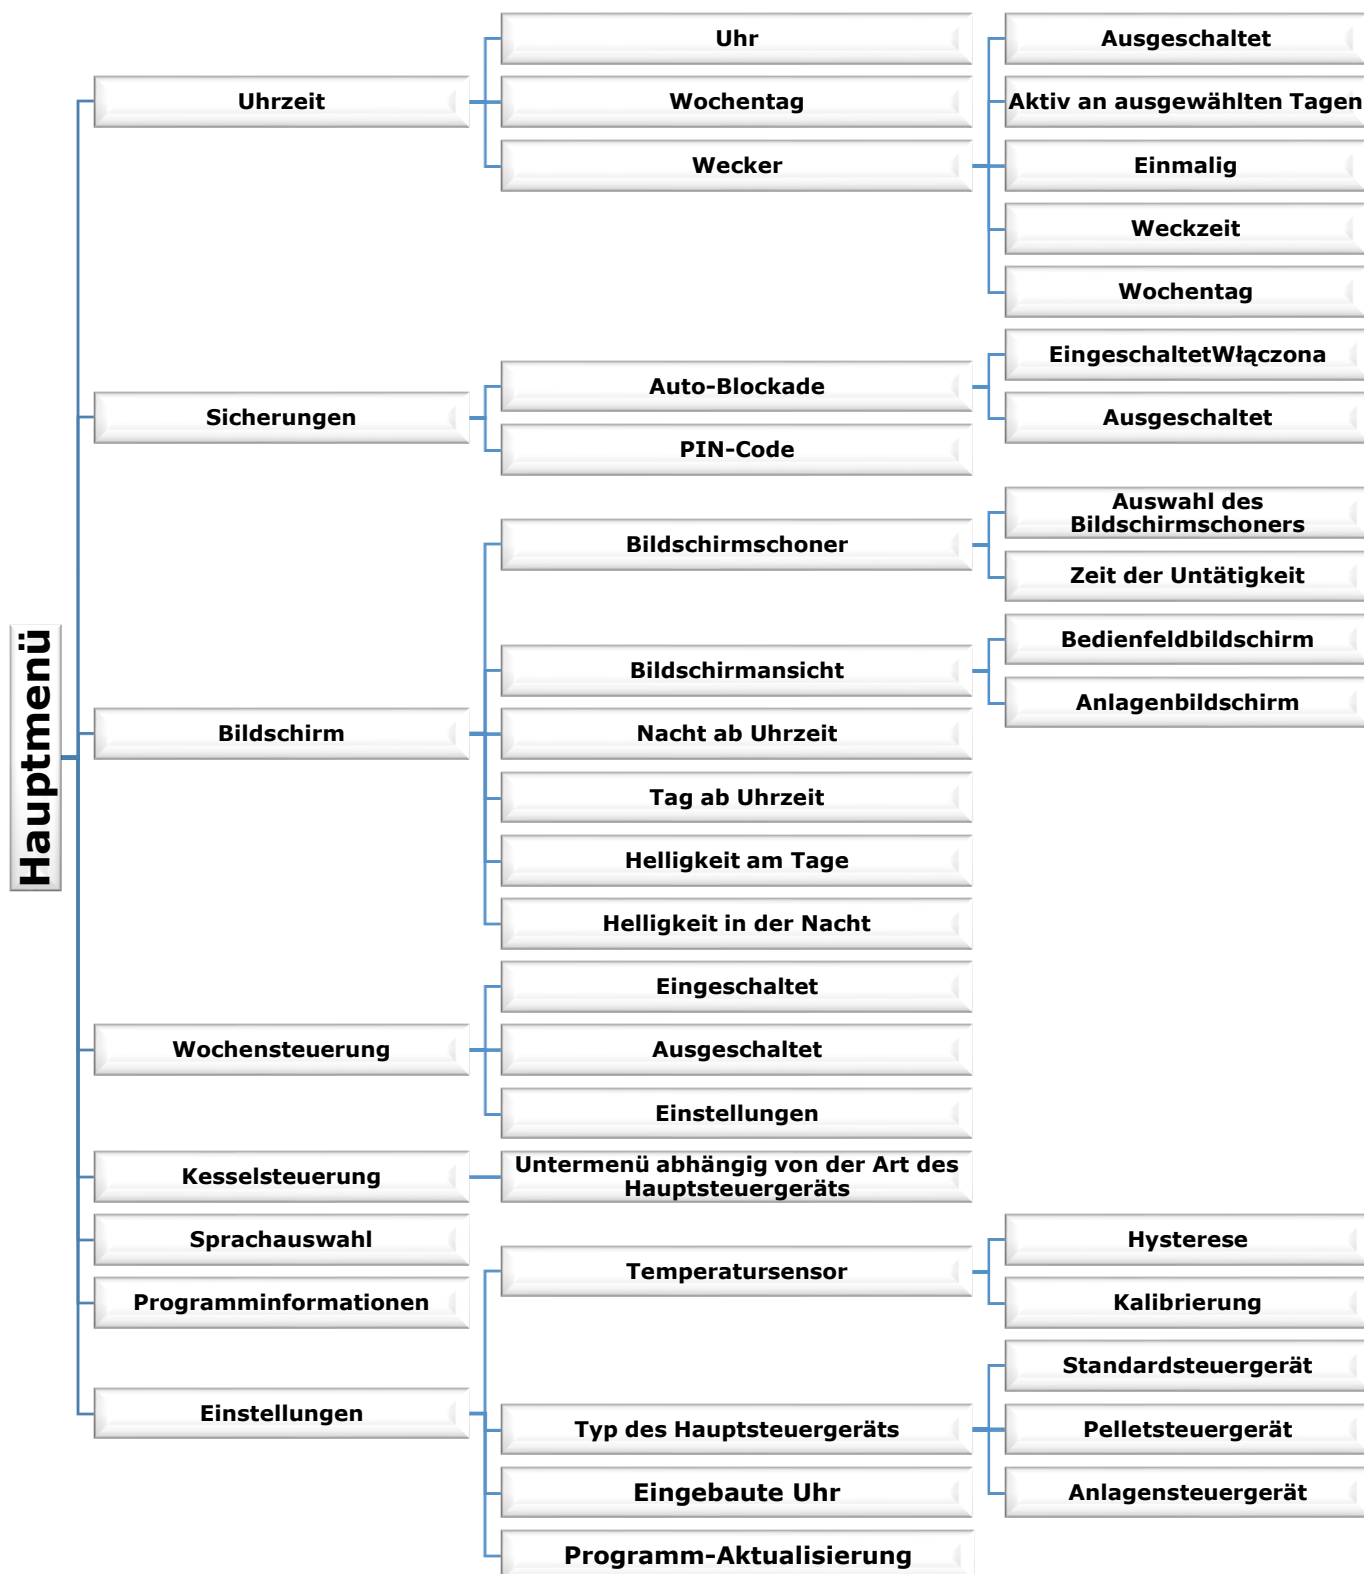 Hauptmenü
Uhrzeit
Uhr
Wochentag
Wecker
Ausgeschaltet
Aktiv an ausgewählten Tagen
Einmalig
Weckzeit
Wochentag
Sicherungen
Auto-Blockade
EingeschaltetWłączona
Ausgeschaltet
PIN-Code
Bildschirm
Bildschirmschoner
Auswahl des
Bildschirmschoners
Zeit der Untätigkeit
Bildschirmansicht
Bedienfeldbildschirm
Anlagenbildschirm
Nacht ab Uhrzeit
Tag ab Uhrzeit
Helligkeit am Tage
Helligkeit in der Nacht
Wochensteuerung
Eingeschaltet
Ausgeschaltet
Einstellungen
Kesselsteuerung
Untermenü abhängig von der Art des
Hauptsteuergeräts
Sprachauswahl
Programminformationen
Einstellungen
Temperatursensor
Hysterese
Kalibrierung
Typ des Hauptsteuergeräts
Standardsteuergerät
Pelletsteuergerät
Anlagensteuergerät
Eingebaute Uhr
Programm-Aktualisierung